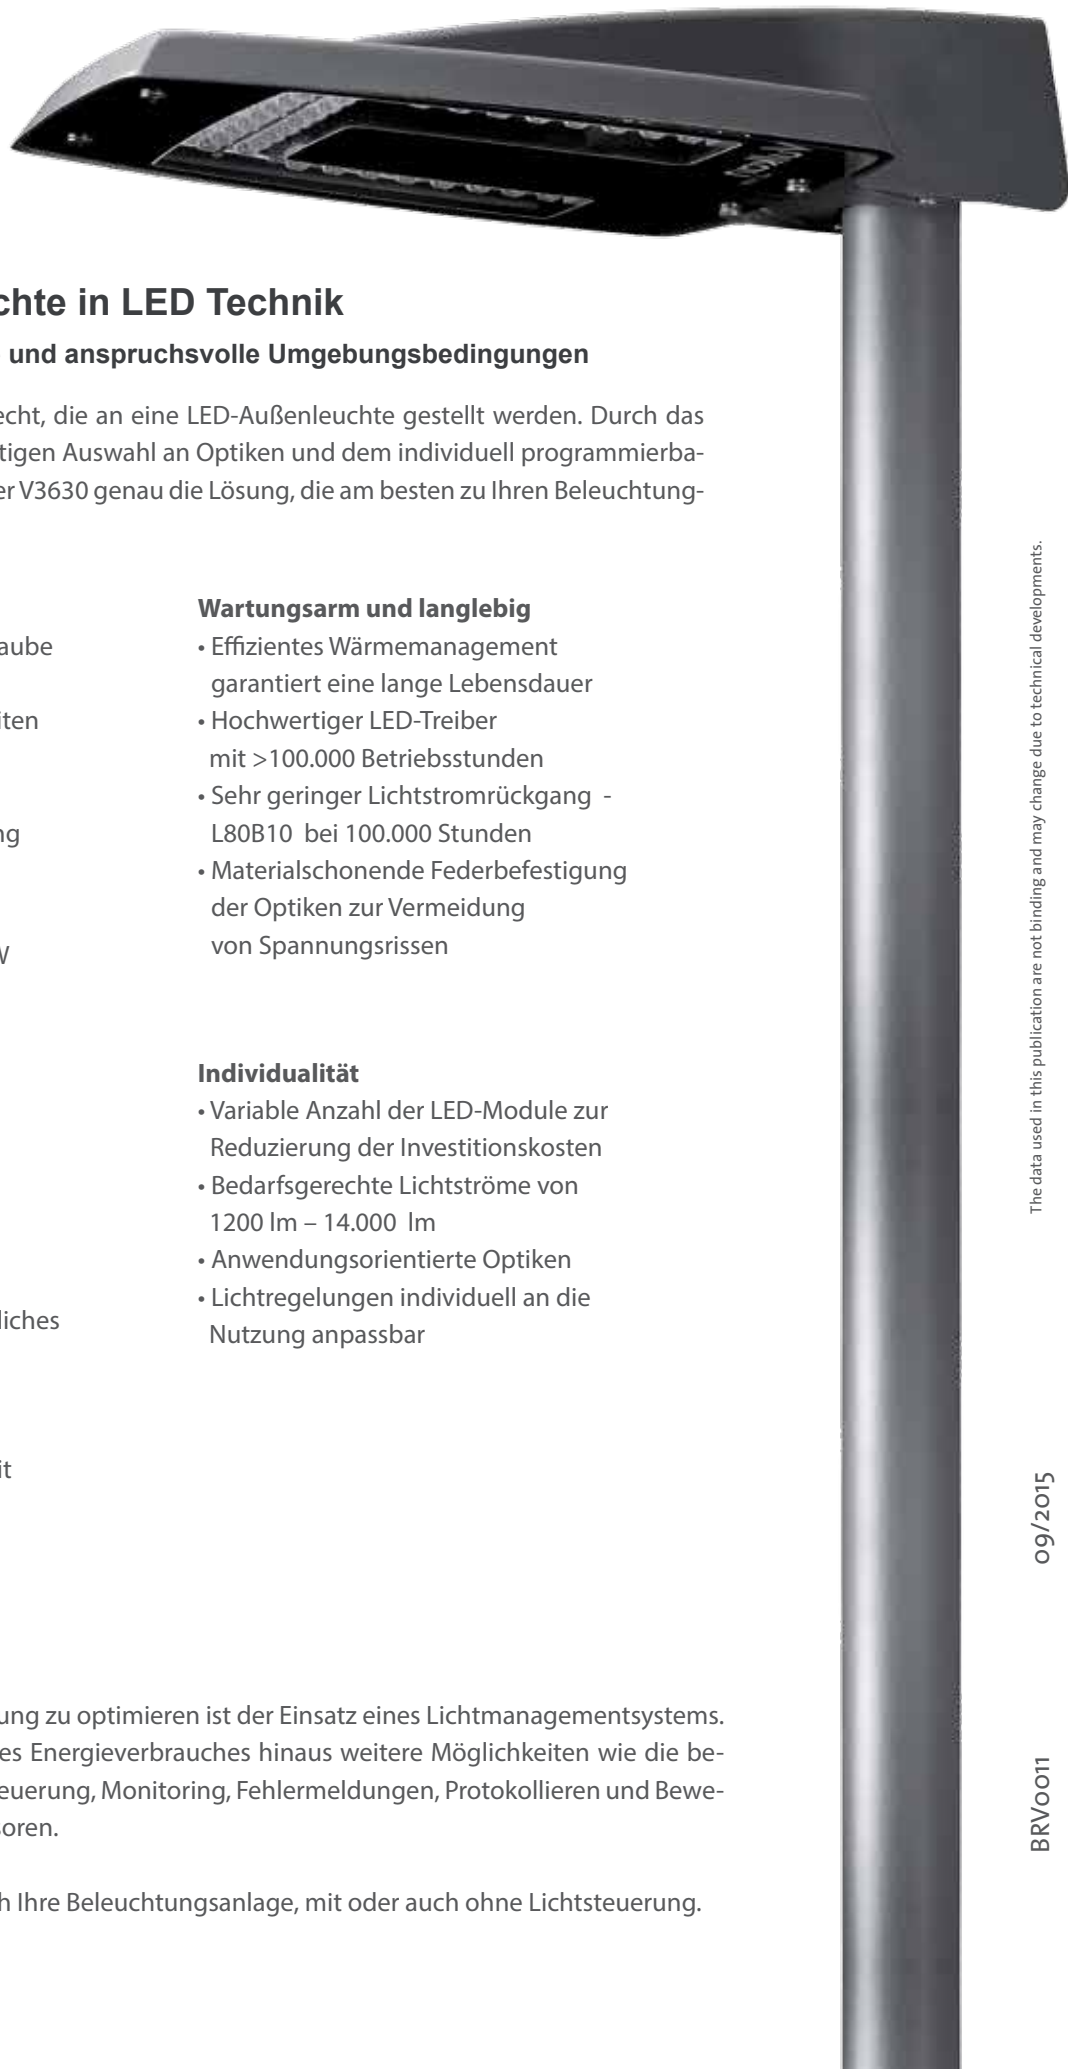 chte in LED Technik
und anspruchsvolle Umgebungsbedingungen
echt, die an eine LED-Außenleuchte gestellt werden. Durch das
tigen Auswahl an Optiken und dem individuell programmierba-
er V3630 genau die Lösung, die am besten zu Ihren Beleuchtung-
aube
iten
ng
W
liches
it
Wartungsarm und langlebig
• Effizientes Wärmemanagement
garantiert eine lange Lebensdauer
• Hochwertiger LED-Treiber
mit >100.000 Betriebsstunden
• Sehr geringer Lichtstromrückgang -
L80B10 bei 100.000 Stunden
• Materialschonende Federbefestigung
der Optiken zur Vermeidung
von Spannungsrissen
Individualität
• Variable Anzahl der LED-Module zur
Reduzierung der Investitionskosten
• Bedarfsgerechte Lichtströme von
1200 lm – 14.000 lm
• Anwendungsorientierte Optiken
• Lichtregelungen individuell an die
Nutzung anpassbar
ung zu optimieren ist der Einsatz eines Lichtmanagementsystems.
es Energieverbrauches hinaus weitere Möglichkeiten wie die be-
euerung, Monitoring, Fehlermeldungen, Protokollieren und Bewe-
soren.
h Ihre Beleuchtungsanlage, mit oder auch ohne Lichtsteuerung.
The data used in this publication are not binding and may change due to technical developments.
09/2015
BRV0011